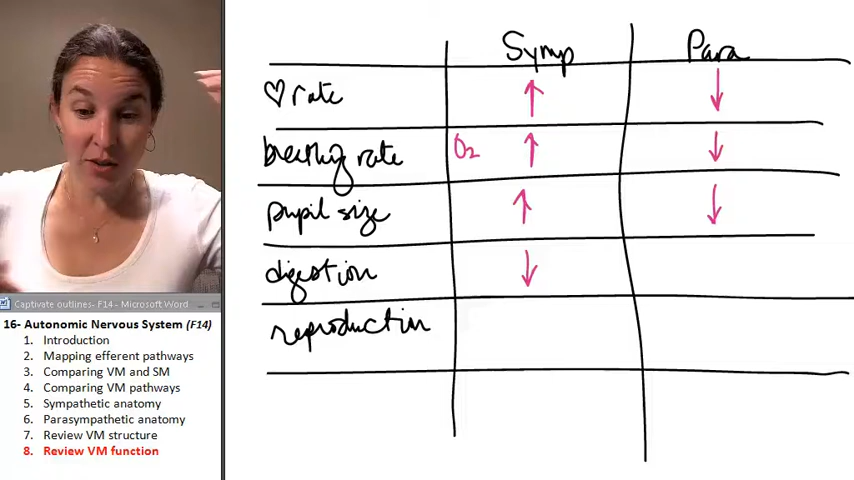 Symp Para
♡ rate ↑ ↓
breathing rate O2 ↑ ↓
pupil size ↑ ↓
digestion ↓
reproduction
Captivate outlines- F14 - Microsoft Word
16- Autonomic Nervous System (F14)
1. Introduction
2. Mapping efferent pathways
3. Comparing VM and SM
4. Comparing VM pathways
5. Sympathetic anatomy
6. Parasympathetic anatomy
7. Review VM structure
8. Review VM function